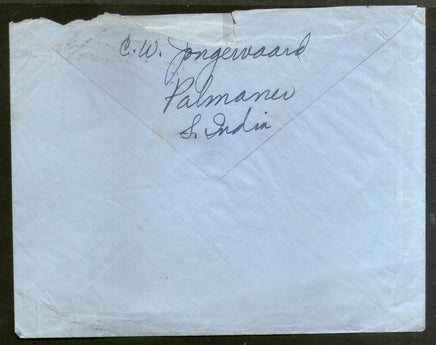 C.W. Jongewaard
Palmaner
S. India